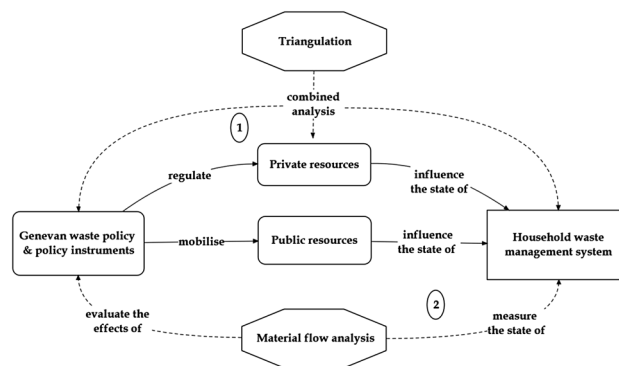 Triangulation
combined
analysis
1
Private resources
regulate
influence
the state of
Genevan waste policy
& policy instruments
mobilise
Public resources
influence
the state of
Household waste
management system
2
evaluate the
effects of
Material flow analysis
measure
the state of